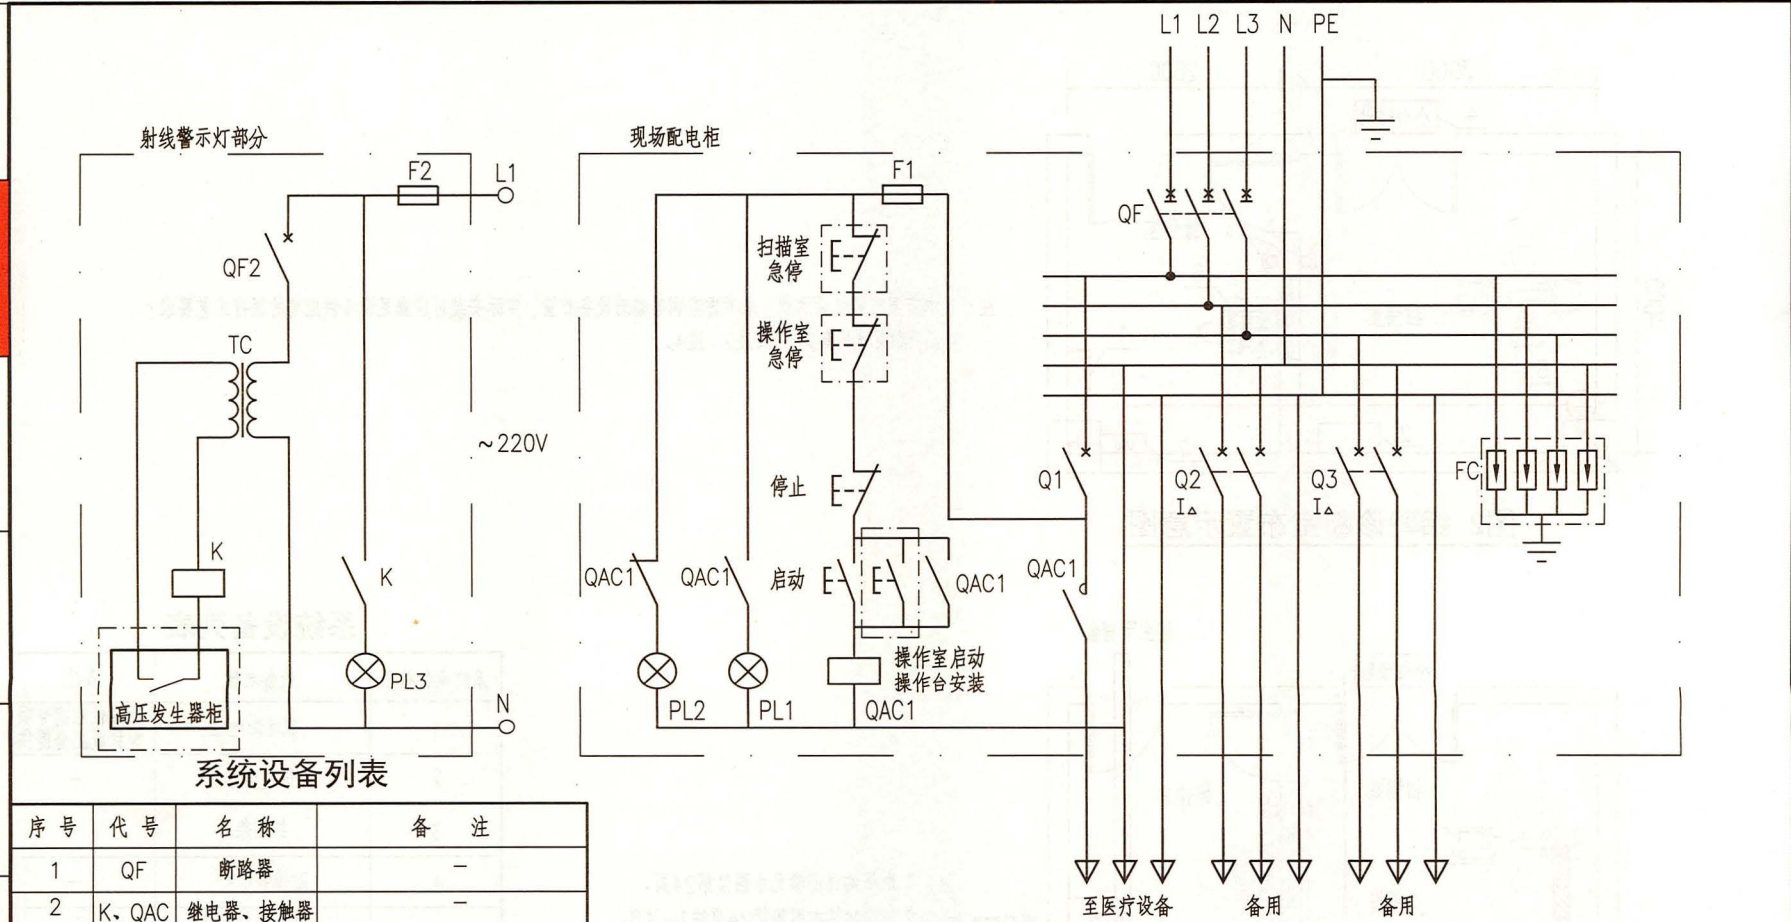 L1 L2 L3 N PE
射线警示灯部分
现场配电柜
F2
L1
F1
QF
扫描室
急停
QF2
操作室
急停
TC
~220V
FC
Q1
Q2
I△
Q3
I△
停止
K
K
QAC1
QAC1
启动
QAC1
QAC1
操作室启动
操作台安装
PL3
高压发生器柜
N
PL2
PL1
QAC1
系统设备列表
序号 代号 名称 备注
1 QF 断路器 —
2 K、QAC 继电器、接触器 —
至医疗设备
备用
备用